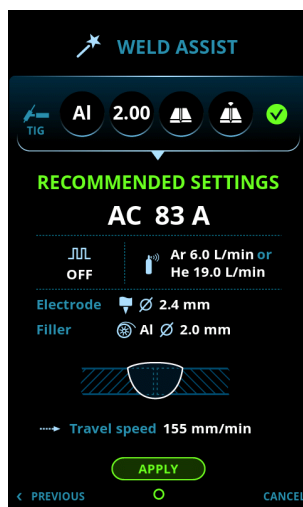 WELD ASSIST
TIG
Al
2.00
RECOMMENDED SETTINGS
AC 83 A
OFF
Ar 6.0 L/min or
He 19.0 L/min
Electrode Ø 2.4 mm
Filler Al Ø 2.0 mm
Travel speed 155 mm/min
APPLY
PREVIOUS
CANCEL